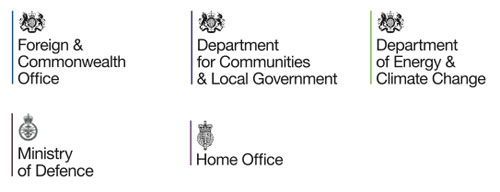 Foreign &
Commonwealth
Office
Department
for Communities
& Local Government
Department
of Energy &
Climate Change
Ministry
of Defence
Home Office